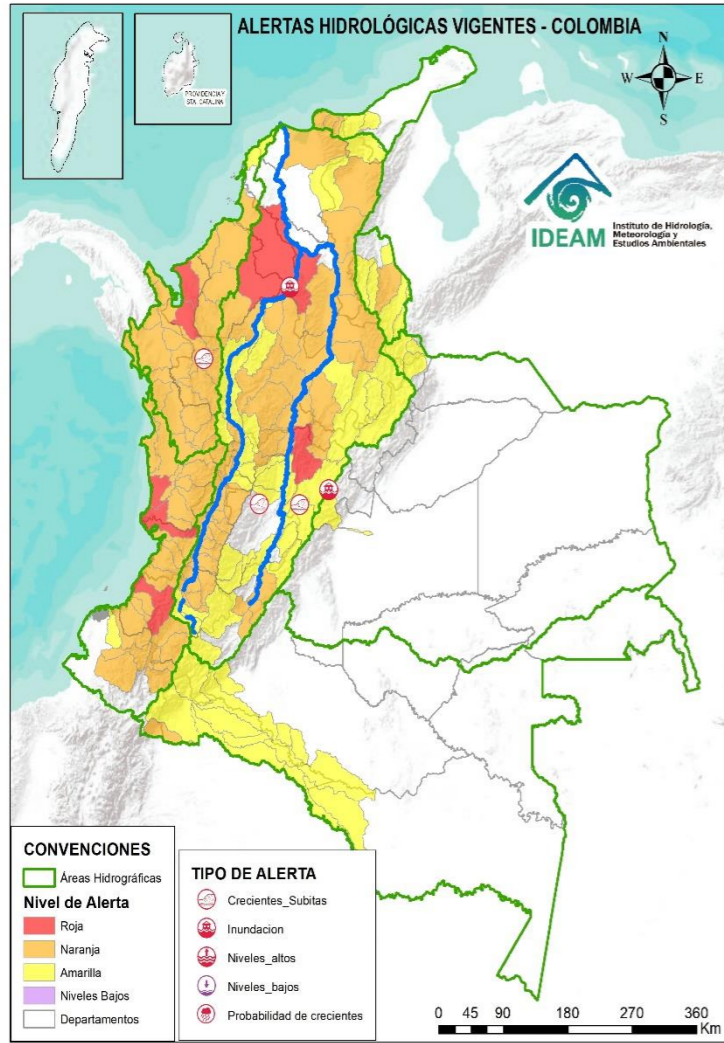 ALERTAS HIDROLÓGICAS VIGENTES - COLOMBIA
PROVIDENCIA Y
STA. CATALINA
N
W
E
S
IDEAM
Instituto de Hidrología,
Meteorología y
Estudios Ambientales
CONVENCIONES
Áreas Hidrográficas
Nivel de Alerta
Roja
Naranja
Amarilla
Niveles Bajos
Departamentos
TIPO DE ALERTA
Crecientes_Subitas
Inundacion
Niveles_altos
Niveles_bajos
Probabilidad de crecientes
0 45 90 180 270 360
Km